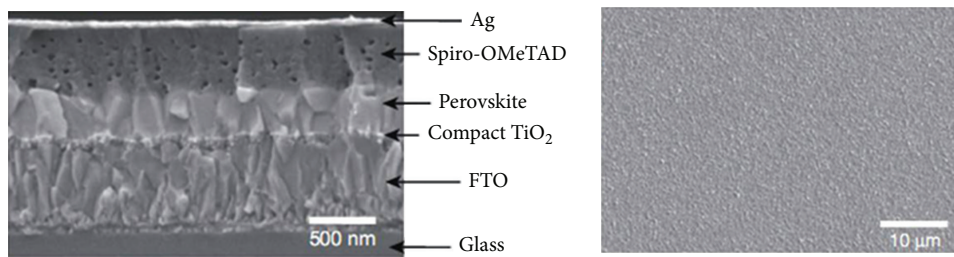 Ag
Spiro-OMeTAD
Perovskite
Compact TiO₂
FTO
500 nm
Glass
10 μm